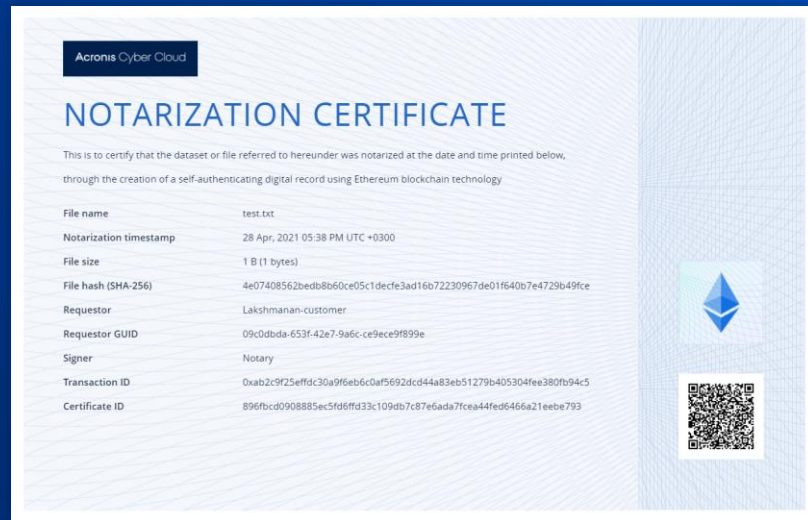 Acronis Cyber Cloud
NOTARIZATION CERTIFICATE
This is to certify that the dataset or file referred to hereunder was notarized at the date and time printed below,
through the creation of a self-authenticating digital record using Ethereum blockchain technology
File name test.txt
Notarization timestamp 28 Apr, 2021 05:38 PM UTC +0300
File size 1 B (1 bytes)
File hash (SHA-256) 4e07408562bedb8b60ce05c1decfe3ad16b72230967de01f640b7e4729b49fce
Requestor Lakshmanan-customer
Requestor GUID 09c0dbda-653f-42e7-9a6c-ce9ece9f899e
Signer Notary
Transaction ID 0xab2c9f25effdc30a9f6eb6c0af5692dcd44a83eb51279b405304fee380fb94c5
Certificate ID 896fbcd0908885ec5fd6ffd33c109db7c87e6ada7fcea44fed6466a21eebe793